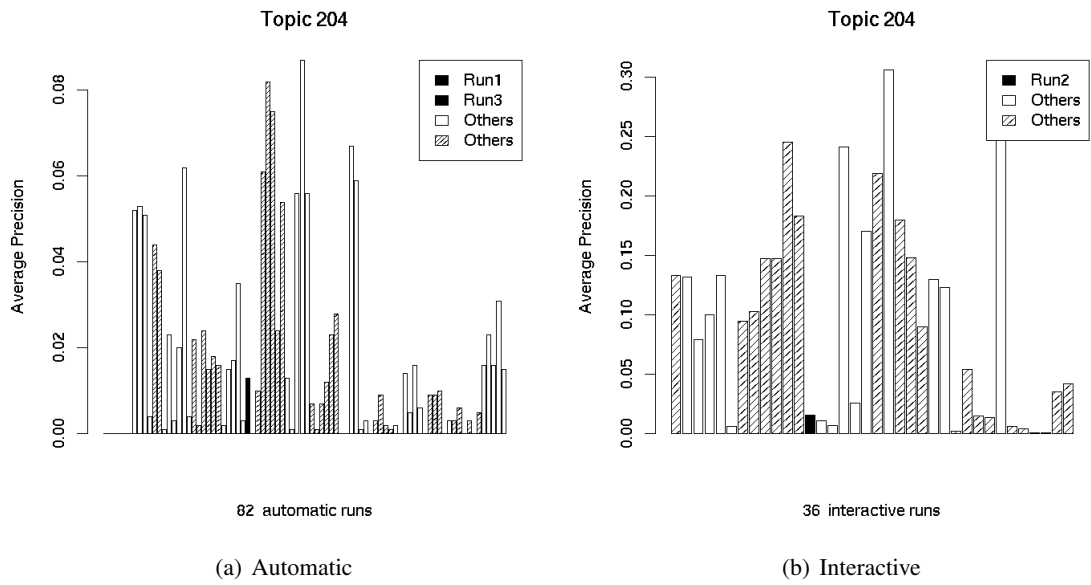 Topic 204
Average Precision
0.00
0.02
0.04
0.06
0.08
Run1
Run3
Others
Others
82 automatic runs
(a) Automatic
Topic 204
Average Precision
0.00
0.05
0.10
0.15
0.20
0.25
0.30
Run2
Others
Others
36 interactive runs
(b) Interactive